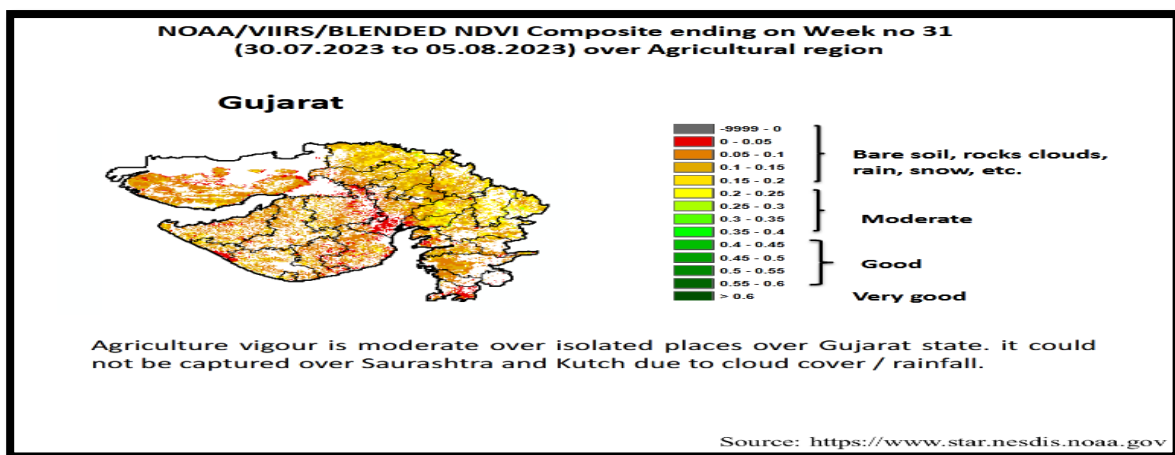 NOAA/VIIRS/BLENDED NDVI Composite ending on Week no 31
(30.07.2023 to 05.08.2023) over Agricultural region
Gujarat
-9999 - 0
0 - 0.05
0.05 - 0.1
0.1 - 0.15
0.15 - 0.2
0.2 - 0.25
0.25 - 0.3
0.3 - 0.35
0.35 - 0.4
0.4 - 0.45
0.45 - 0.5
0.5 - 0.55
0.55 - 0.6
> 0.6
Bare soil, rocks clouds,
rain, snow, etc.
Moderate
Good
Very good
Agriculture vigour is moderate over isolated places over Gujarat state. it could
not be captured over Saurashtra and Kutch due to cloud cover / rainfall.
Source: https://www.star.nesdis.noaa.gov